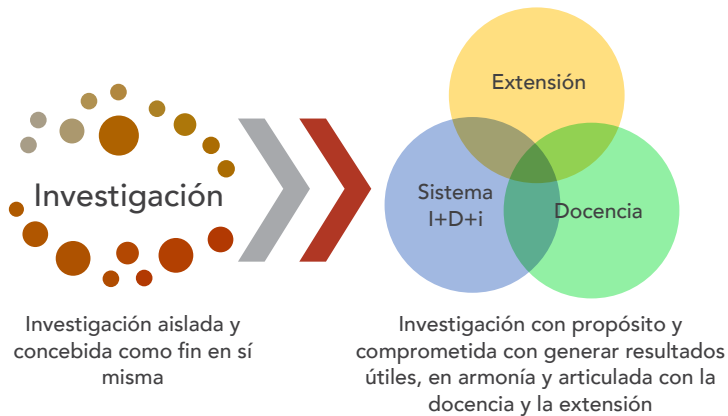 Investigación
Extensión
Sistema
I+D+i
Docencia
Investigación aislada y
concebida como fin en sí
misma
Investigación con propósito y
comprometida con generar resultados
útiles, en armonía y articulada con la
docencia y la extensión